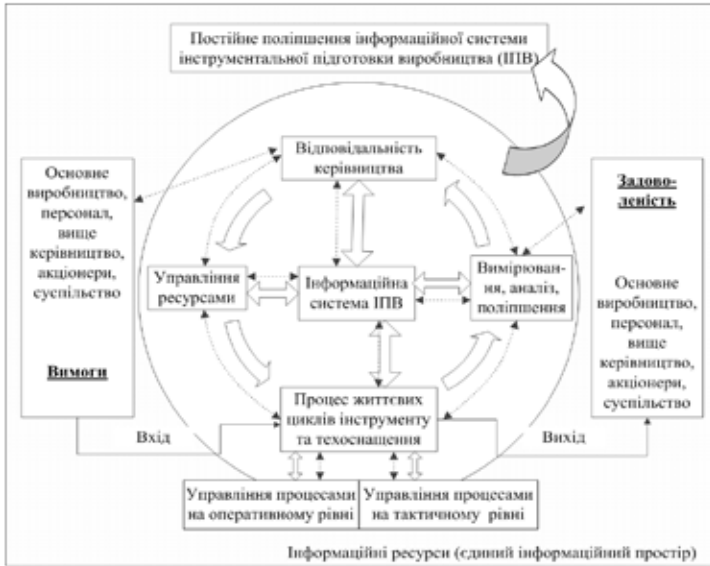 Постійне поліпшення інформаційної системи
інструментальної підготовки виробництва (ІПВ)
Відповідальність
керівництва
Основне
виробництво,
персонал,
вище
керівництво,
акціонери,
суспільство
Вимоги
Задово-
леність
Основне
виробництво,
персонал,
вище
керівництво,
акціонери,
суспільство
Управління
ресурсами
Інформаційна
система ІПВ
Вимірюван-
ня, аналіз,
поліпшення
Процес життєвих
циклів інструменту
та техоснащення
Вхід
Вихід
Управління процесами
на оперативному рівні
Управління процесами
на тактичному рівні
Інформаційні ресурси (єдиний інформаційний простір)